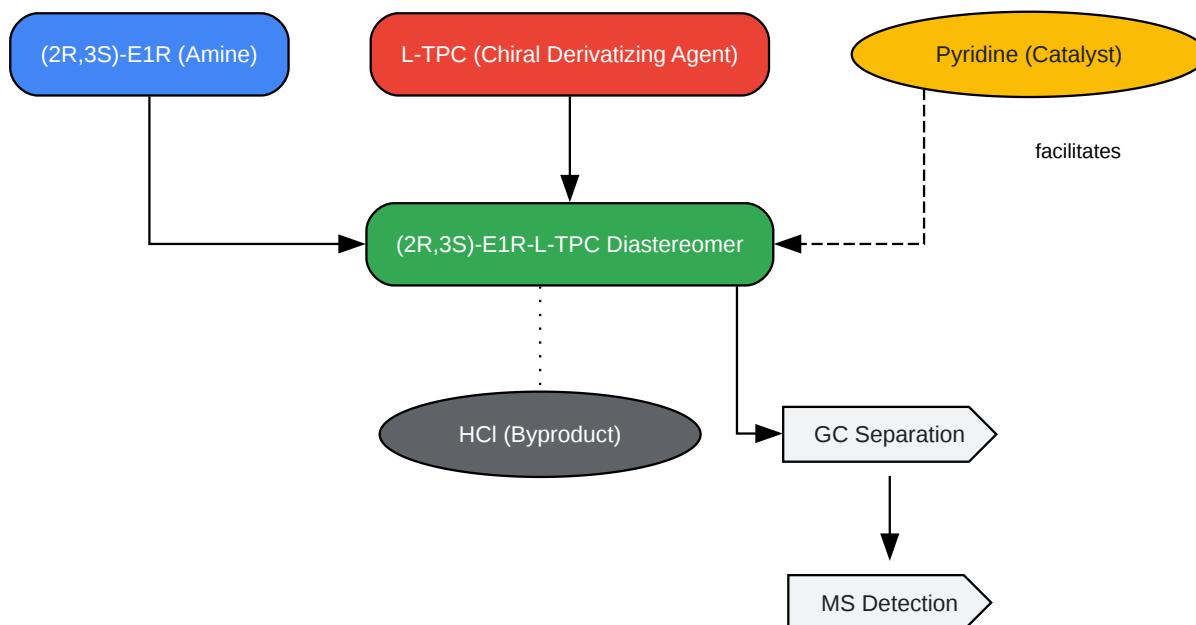 (2R,3S)-E1R (Amine)
L-TPC (Chiral Derivatizing Agent)
Pyridine (Catalyst)
facilitates
(2R,3S)-E1R-L-TPC Diastereomer
HCl (Byproduct)
GC Separation
MS Detection